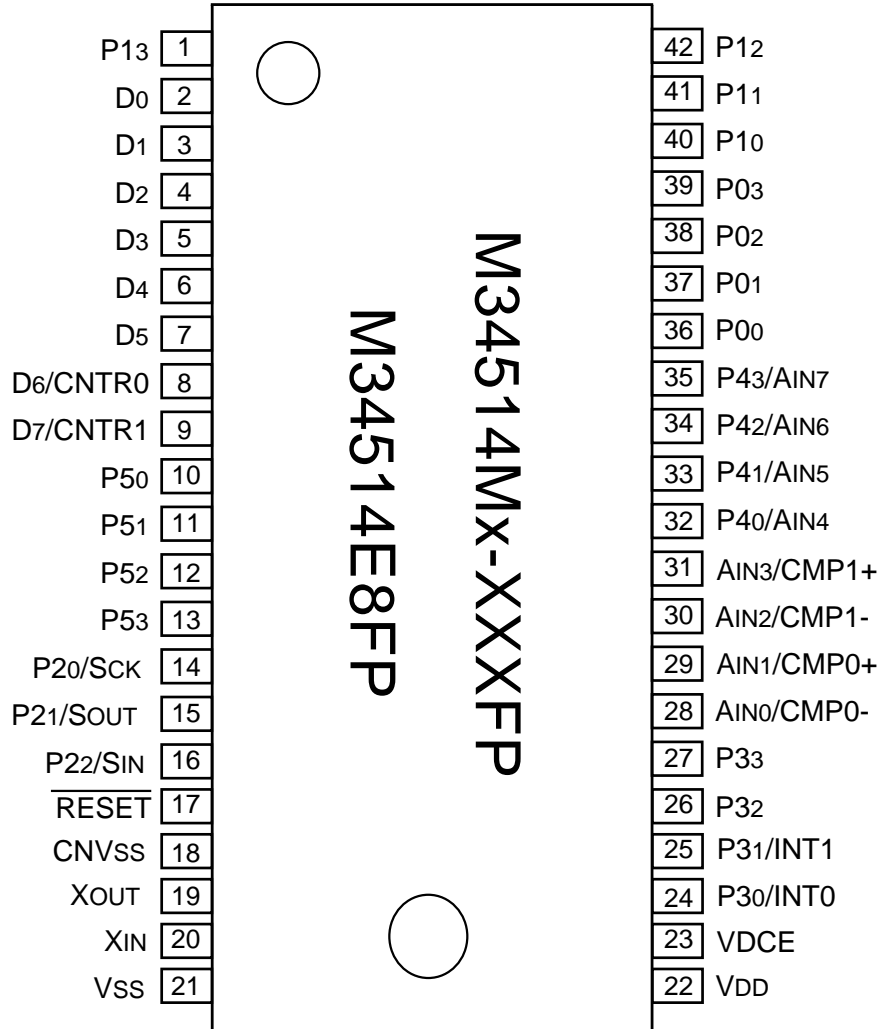 P13 1 42 P12
D0 2 41 P11
D1 3 40 P10
D2 4 39 P03
D3 5 38 P02
D4 6 37 P01
D5 7 36 P00
D6/CNTR0 8 35 P43/AIN7
D7/CNTR1 9 34 P42/AIN6
P50 10 33 P41/AIN5
P51 11 32 P40/AIN4
P52 12 31 AIN3/CMP1+
P53 13 30 AIN2/CMP1-
P20/SCK 14 29 AIN1/CMP0+
P21/SOUT 15 28 AIN0/CMP0-
P22/SIN 16 27 P33
RESET 17 26 P32
CNVSS 18 25 P31/INT1
XOUT 19 24 P30/INT0
XIN 20 23 VDCE
VSS 21 22 VDD
M34514Mx-XXXFP
M34514E8FP